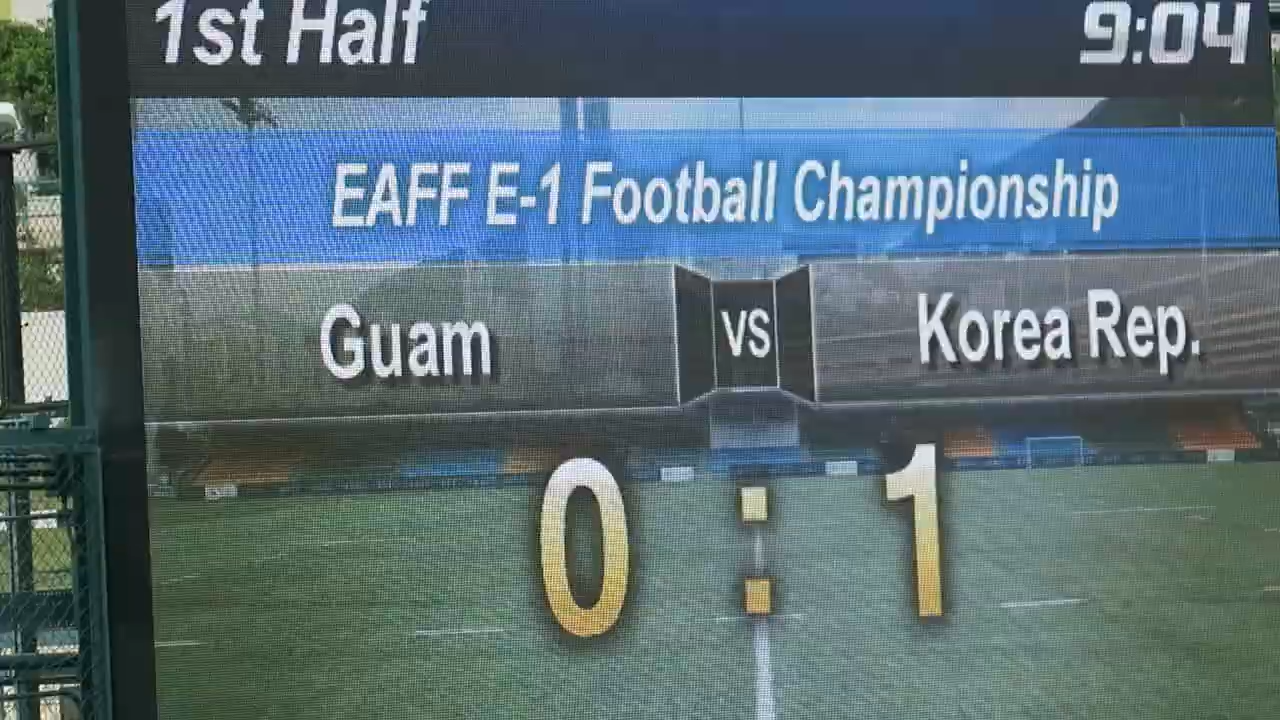 1st Half 9:04
EAFF E-1 Football Championship
Guam VS Korea Rep.
0 : 1